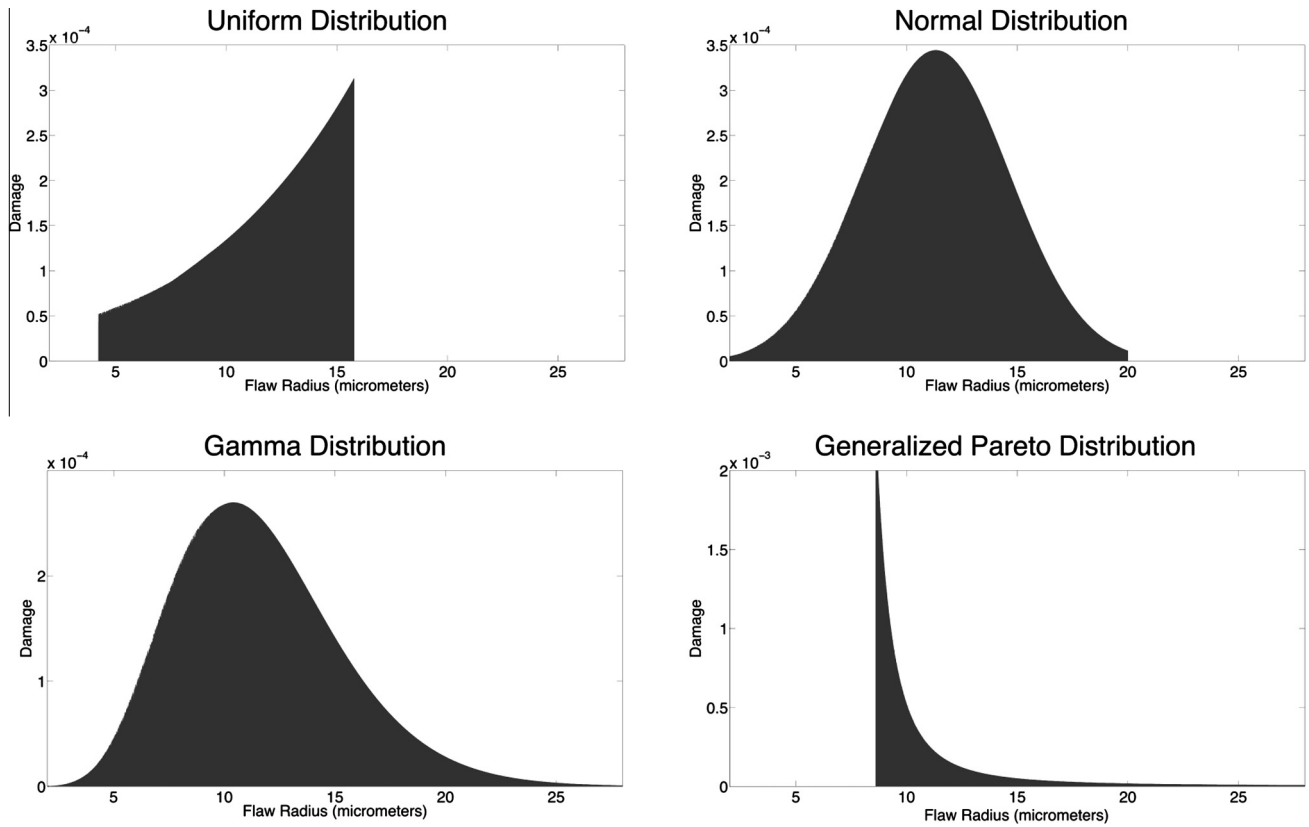 Uniform Distribution
x 10⁻⁴
3.5
3
2.5
2
1.5
1
0.5
0
Damage
5 10 15 20 25
Flaw Radius (micrometers)
Normal Distribution
x 10⁻⁴
3.5
3
2.5
2
1.5
1
0.5
0
Damage
5 10 15 20 25
Flaw Radius (micrometers)
Gamma Distribution
x 10⁻⁴
2
1
0
Damage
5 10 15 20 25
Flaw Radius (micrometers)
Generalized Pareto Distribution
x 10⁻³
2
1.5
1
0.5
0
Damage
5 10 15 20 25
Flaw Radius (micrometers)